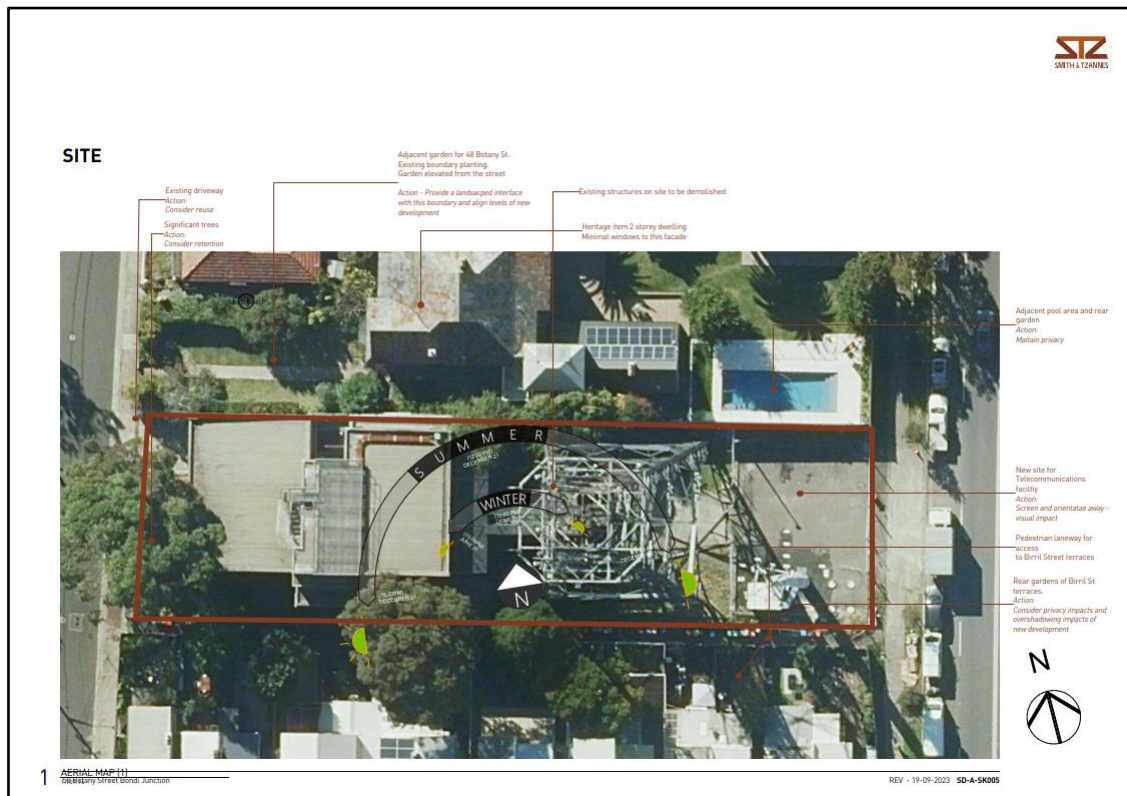 SMITH & TZANNES
SITE
Existing driveway
Action:
Consider reuse
Significant trees
Action:
Consider retention
Adjacent garden for 48 Botany St.
Existing boundary planting.
Garden elevated from the street
Action - Provide a landsacped interface
with this boundary and align levels of new
development
Existing structures on site to be demolished
Heritage item 2 storey dwelling
Minimal windows to this facade
Adjacent pool area and rear
garden
Action:
Maitain privacy
SUMMER
DECEMBER 21
WINTER
N
New site for
Telecommunications
faciltiy
Action:
Screen and orientatae away -
visual impact
Pedestrian laneway for
access
to Birril Street terraces
Rear gardens of Birril St
terraces.
Action:
Consider privacy impacts and
overshadowing impacts of
new development
N
1
AERIAL MAP (1)
Botany Street Bondi Junction
REV - 19-09-2023 SD-A-SK005